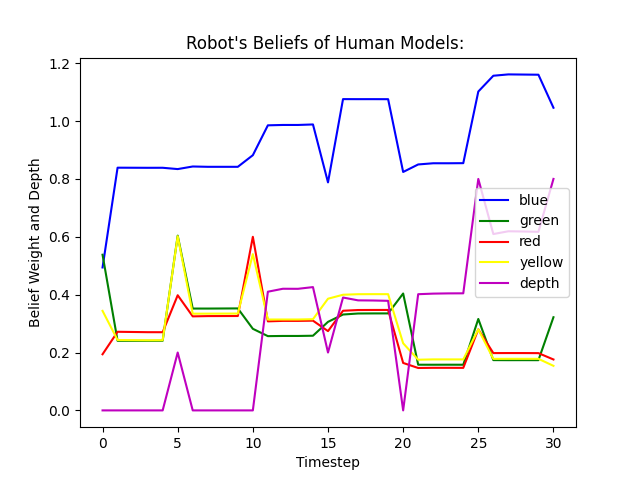 Robot's Beliefs of Human Models:
Belief Weight and Depth
1.2
1.0
0.8
0.6
0.4
0.2
0.0
blue
green
red
yellow
depth
0 5 10 15 20 25 30
Timestep